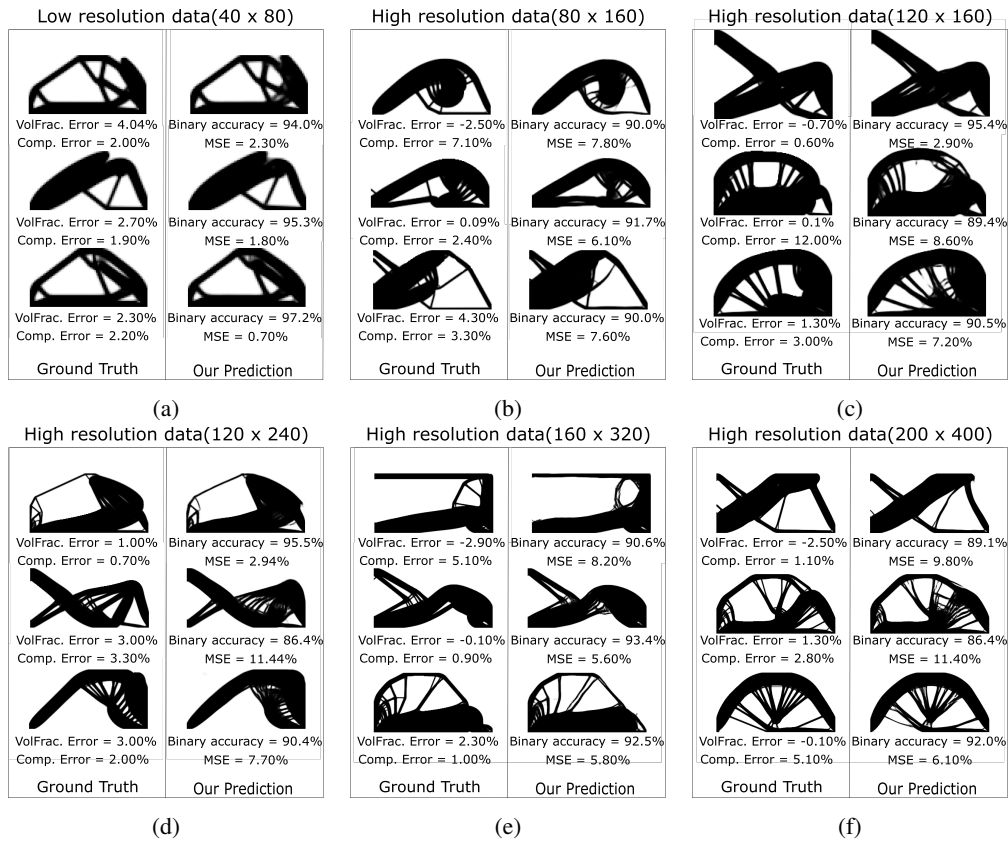 Low resolution data(40 x 80)
VolFrac. Error = 4.04% Binary accuracy = 94.0%
Comp. Error = 2.00% MSE = 2.30%
VolFrac. Error = 2.70% Binary accuracy = 95.3%
Comp. Error = 1.90% MSE = 1.80%
VolFrac. Error = 2.30% Binary accuracy = 97.2%
Comp. Error = 2.20% MSE = 0.70%
Ground Truth Our Prediction
(a)
High resolution data(80 x 160)
VolFrac. Error = -2.50% Binary accuracy = 90.0%
Comp. Error = 7.10% MSE = 7.80%
VolFrac. Error = 0.09% Binary accuracy = 91.7%
Comp. Error = 2.40% MSE = 6.10%
VolFrac. Error = 4.30% Binary accuracy = 90.0%
Comp. Error = 3.30% MSE = 7.60%
Ground Truth Our Prediction
(b)
High resolution data(120 x 160)
VolFrac. Error = -0.70% Binary accuracy = 95.4%
Comp. Error = 0.60% MSE = 2.90%
VolFrac. Error = 0.1% Binary accuracy = 89.4%
Comp. Error = 12.00% MSE = 8.60%
VolFrac. Error = 1.30% Binary accuracy = 90.5%
Comp. Error = 3.00% MSE = 7.20%
Ground Truth Our Prediction
(c)
High resolution data(120 x 240)
VolFrac. Error = 1.00% Binary accuracy = 95.5%
Comp. Error = 0.70% MSE = 2.94%
VolFrac. Error = 3.00% Binary accuracy = 86.4%
Comp. Error = 3.30% MSE = 11.44%
VolFrac. Error = 3.00% Binary accuracy = 90.4%
Comp. Error = 2.00% MSE = 7.70%
Ground Truth Our Prediction
(d)
High resolution data(160 x 320)
VolFrac. Error = -2.90% Binary accuracy = 90.6%
Comp. Error = 5.10% MSE = 8.20%
VolFrac. Error = -0.10% Binary accuracy = 93.4%
Comp. Error = 0.90% MSE = 5.60%
VolFrac. Error = 2.30% Binary accuracy = 92.5%
Comp. Error = 1.00% MSE = 5.80%
Ground Truth Our Prediction
(e)
High resolution data(200 x 400)
VolFrac. Error = -2.50% Binary accuracy = 89.1%
Comp. Error = 1.10% MSE = 9.80%
VolFrac. Error = 1.30% Binary accuracy = 86.4%
Comp. Error = 2.80% MSE = 11.40%
VolFrac. Error = -0.10% Binary accuracy = 92.0%
Comp. Error = 5.10% MSE = 6.10%
Ground Truth Our Prediction
(f)